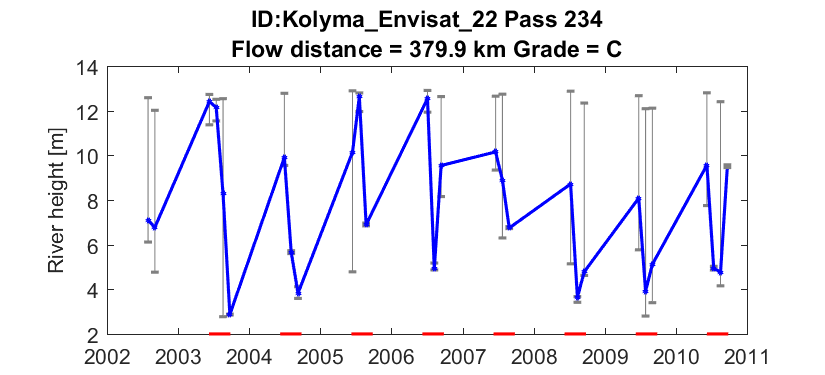 ID:Kolyma_Envisat_22 Pass 234
Flow distance = 379.9 km Grade = C
River height [m]
14
12
10
8
6
4
2
2002 2003 2004 2005 2006 2007 2008 2009 2010 2011